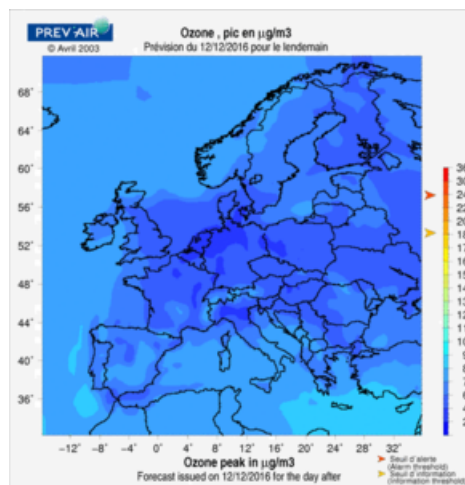 PREV'AIR
© Avril 2003
Ozone , pic en µg/m3
Prévision du 12/12/2016 pour le lendemain
68°
64°
60°
56°
52°
48°
44°
40°
36°
−12° −8° −4° 0° 4° 8° 12° 16° 20° 24° 28° 32°
Ozone peak in µg/m3
Forecast issued on 12/12/2016 for the day after
Seuil d'alerte
(Alarm threshold)
Seuil d'information
(Information threshold)